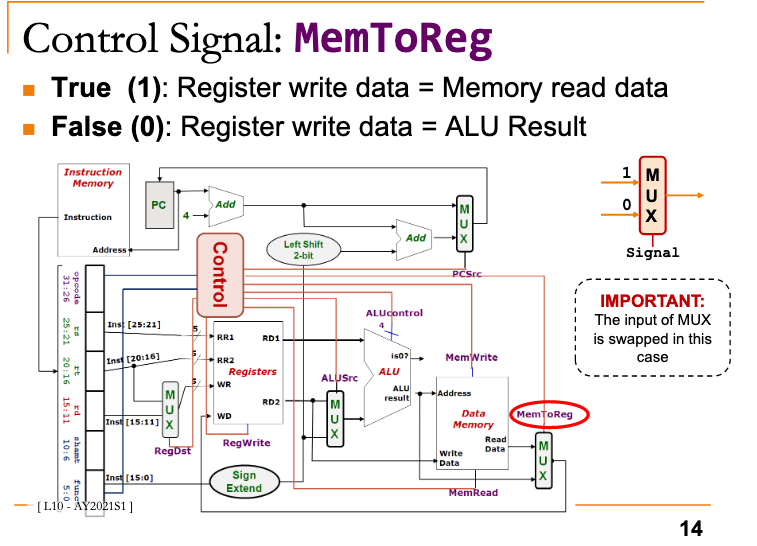 Control Signal: MemToReg
True (1): Register write data = Memory read data
False (0): Register write data = ALU Result
Instruction
Memory
Instruction
Address
PC
4
Add
Left Shift
2-bit
Add
M
U
X
PCSrc
Control
opcode
31:26
rs
25:21
rt
20:16
rd
15:11
shamt
10:6
funct
5:0
Inst [25:21]
Inst [20:16]
Inst [15:11]
Inst [15:0]
5
5
5
M
U
X
RegDst
RR1
RR2
WR
WD
RD1
RD2
Registers
RegWrite
Sign
Extend
ALUSrc
M
U
X
ALUcontrol
4
is0?
ALU
ALU
result
MemWrite
Address
Data
Memory
Read
Data
Write
Data
MemRead
MemToReg
M
U
X
1
0
M
U
X
Signal
IMPORTANT:
The input of MUX
is swapped in this
case
[ L10 - AY2021S1 ]
14